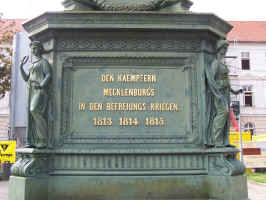 DEN KAEMPFERN
MECKLENBURGS
IN DEN BEFREIUNGS-KRIEGEN
1813 1814 1815